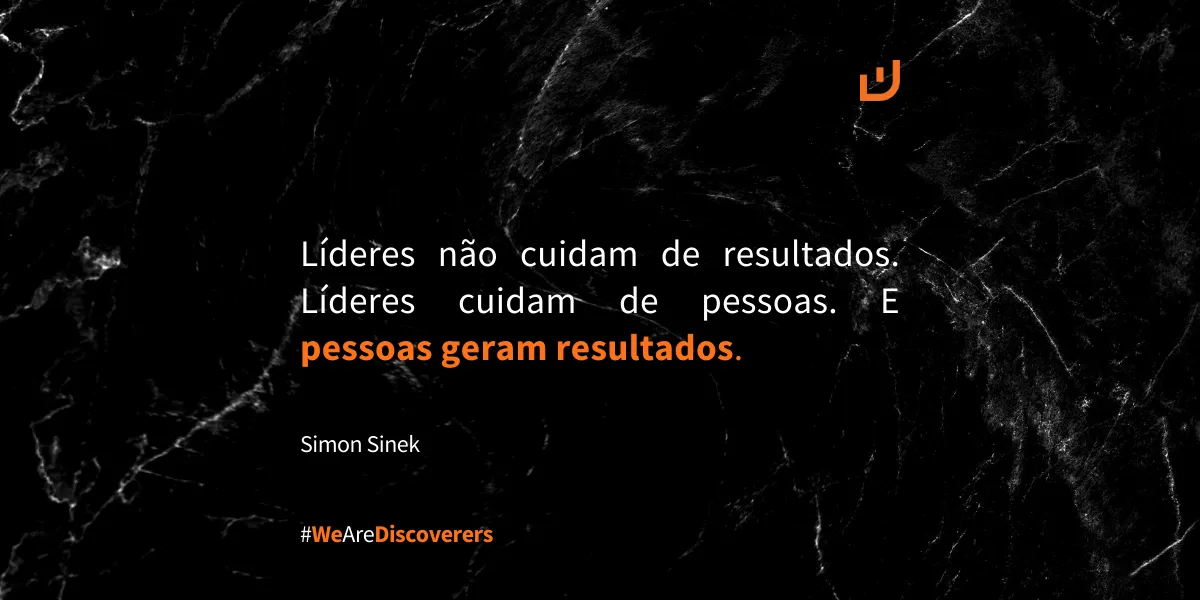 Líderes não cuidam de resultados.
Líderes cuidam de pessoas. E
pessoas geram resultados.
Simon Sinek
#WeAreDiscoverers